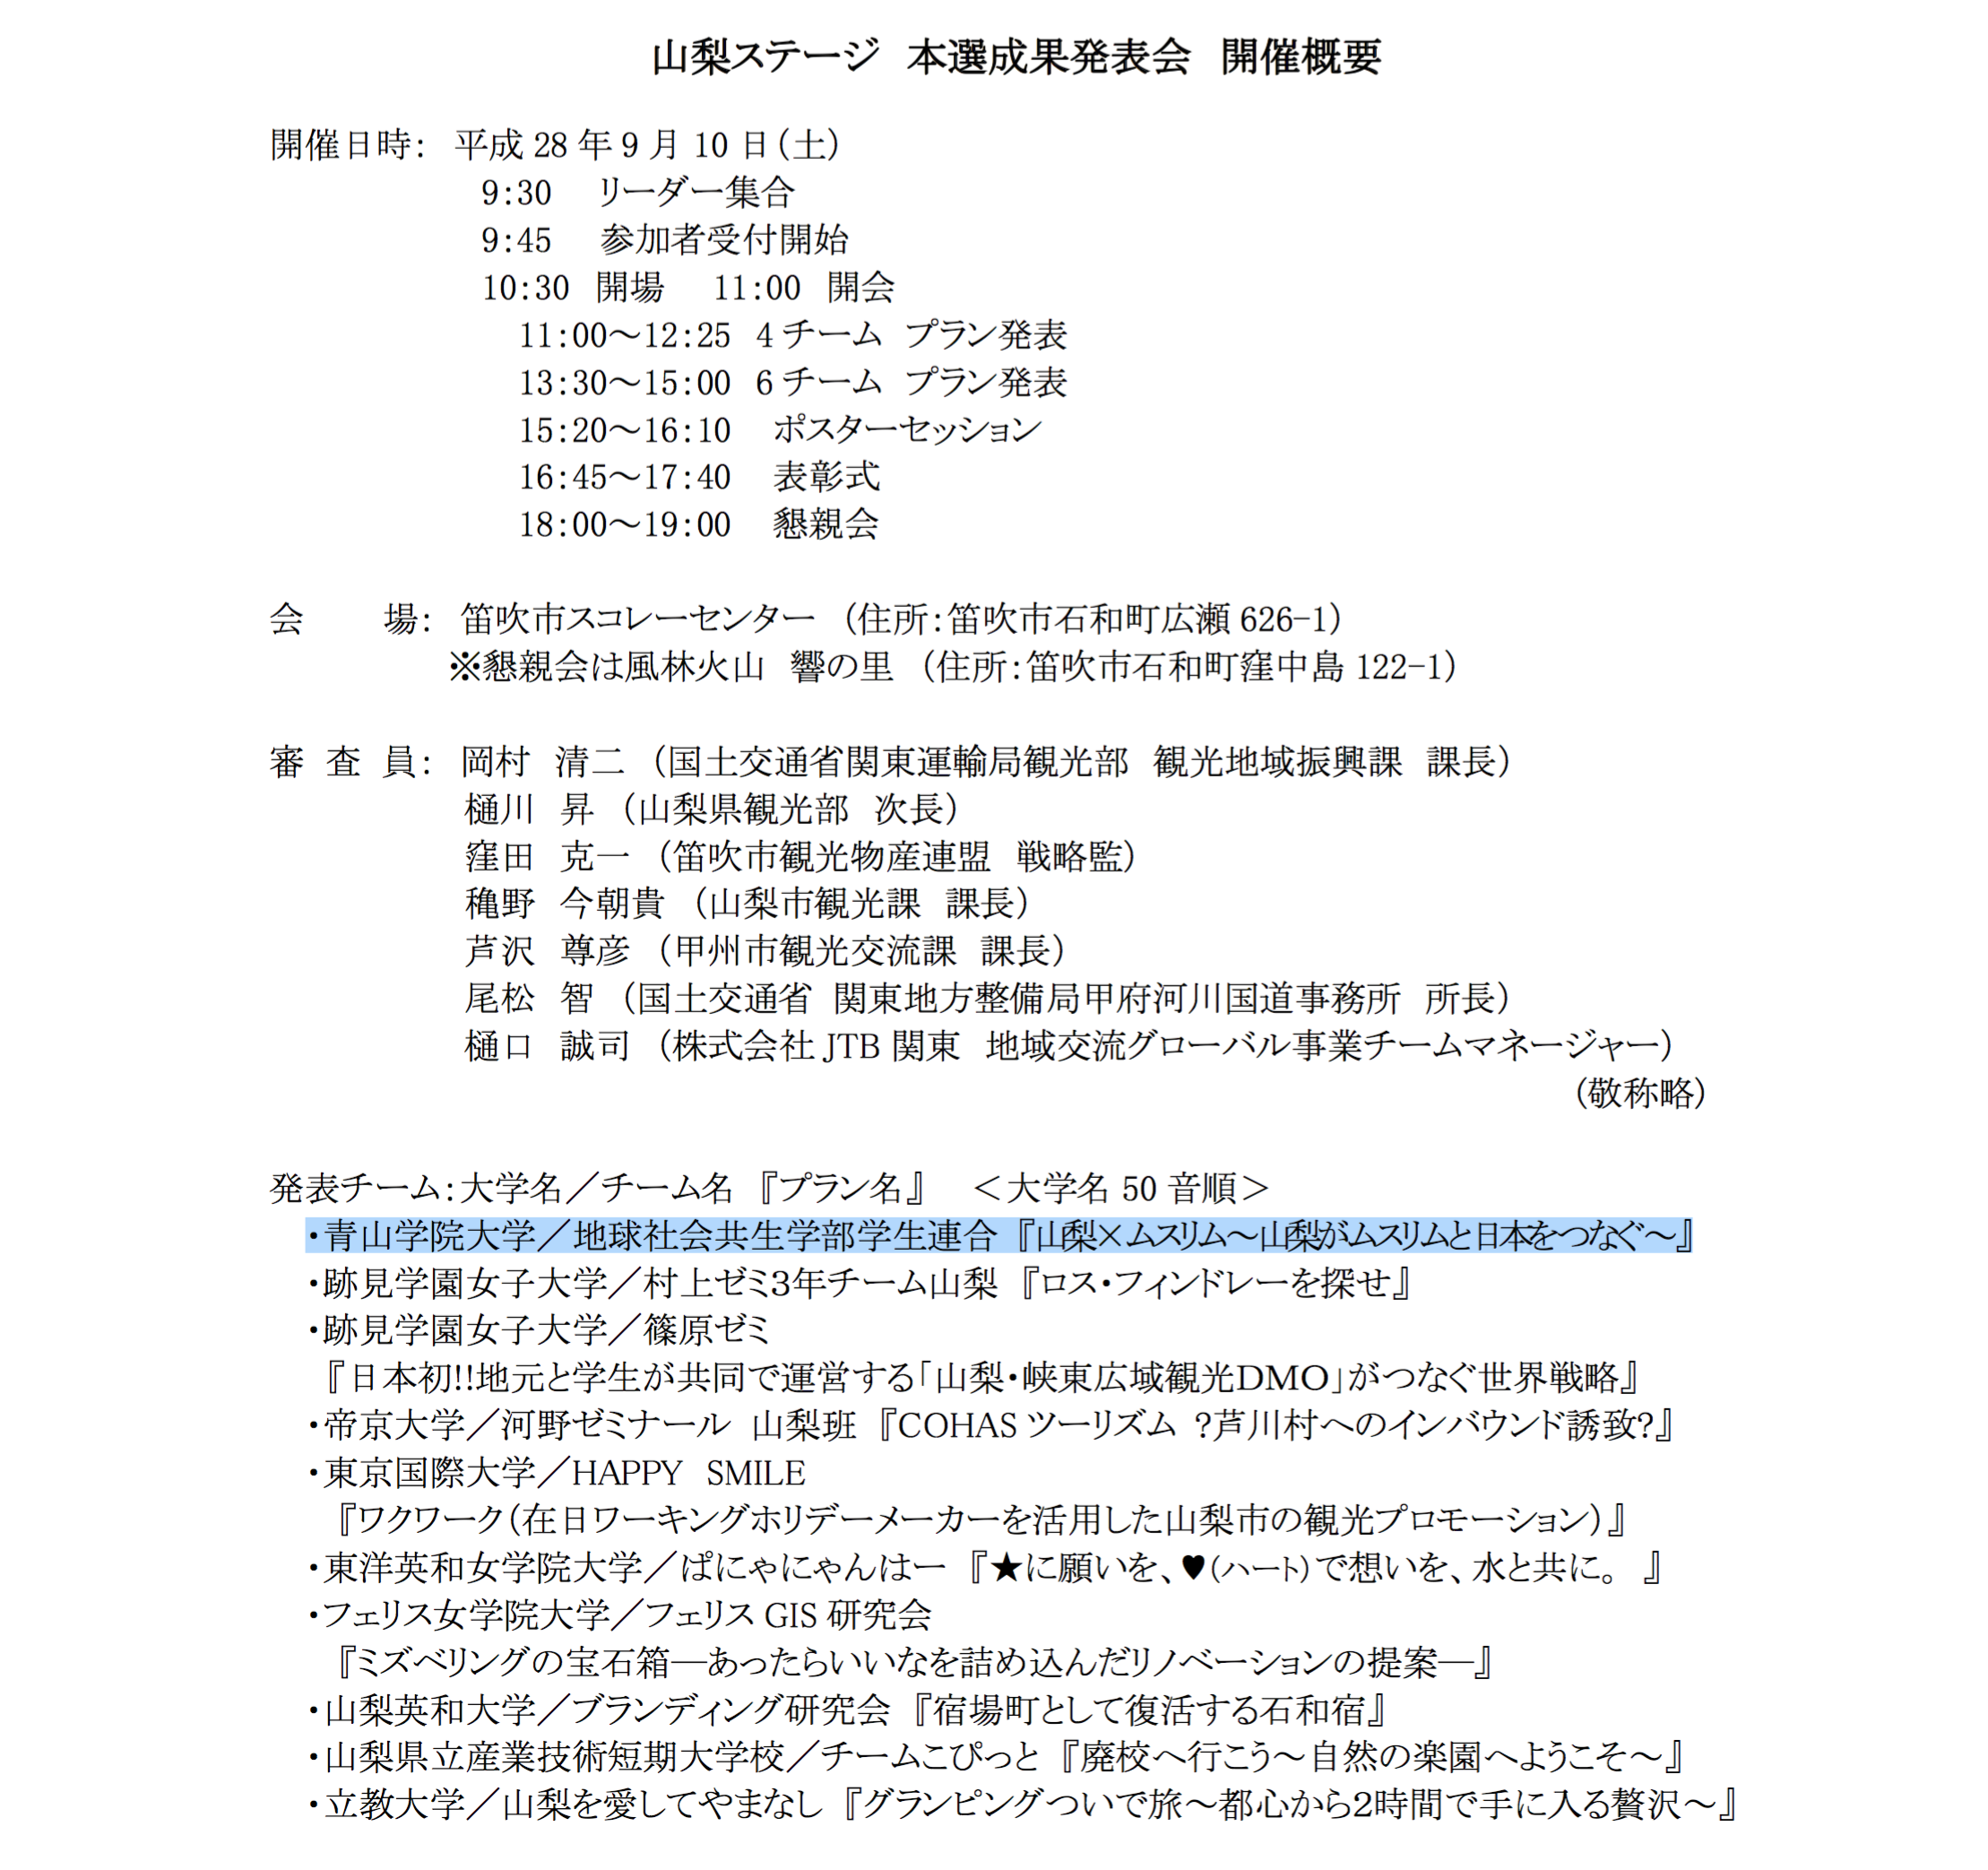 山梨ステージ　本選成果発表会　開催概要
開催日時：　平成 28 年 9 月 10 日（土）
9：30　リーダー集合
9：45　参加者受付開始
10：30　開場　11：00　開会
11：00～12：25　4 チーム　プラン発表
13：30～15：00　6 チーム　プラン発表
15：20～16：10　ポスターセッション
16：45～17：40　表彰式
18：00～19：00　懇親会
会　　場：　笛吹市スコレーセンター　（住所：笛吹市石和町広瀬 626-1）
※懇親会は風林火山　響の里　（住所：笛吹市石和町窪中島 122-1）
審 査 員：　岡村　清二　（国土交通省関東運輸局観光部　観光地域振興課　課長）
樋川　昇　（山梨県観光部　次長）
窪田　克一　（笛吹市観光物産連盟　戦略監）
穐野　今朝貴　（山梨市観光課　課長）
芦沢　尊彦　（甲州市観光交流課　課長）
尾松　智　（国土交通省　関東地方整備局甲府河川国道事務所　所長）
樋口　誠司　（株式会社 JTB 関東　地域交流グローバル事業チームマネージャー）
（敬称略）
発表チーム：大学名／チーム名　『プラン名』　＜大学名 50 音順＞
・青山学院大学／地球社会共生学部学生連合　『山梨×ムスリム～山梨がムスリムと日本をつなぐ～』
・跡見学園女子大学／村上ゼミ３年チーム山梨　『ロス・フィンドレーを探せ』
・跡見学園女子大学／篠原ゼミ
『日本初!!地元と学生が共同で運営する「山梨・峡東広域観光ＤＭＯ」がつなぐ世界戦略』
・帝京大学／河野ゼミナール　山梨班　『COHAS ツーリズム　?芦川村へのインバウンド誘致?』
・東京国際大学／HAPPY　SMILE
『ワクワーク（在日ワーキングホリデーメーカーを活用した山梨市の観光プロモーション）』
・東洋英和女学院大学／ぱにゃにゃんはー　『★に願いを、♥（ハート）で想いを、水と共に。　』
・フェリス女学院大学／フェリス GIS 研究会
『ミズベリングの宝石箱―あったらいいなを詰め込んだリノベーションの提案―』
・山梨英和大学／ブランディング研究会　『宿場町として復活する石和宿』
・山梨県立産業技術短期大学校／チームこぴっと　『廃校へ行こう～自然の楽園へようこそ～』
・立教大学／山梨を愛してやまなし　『グランピングついで旅～都心から２時間で手に入る贅沢～』